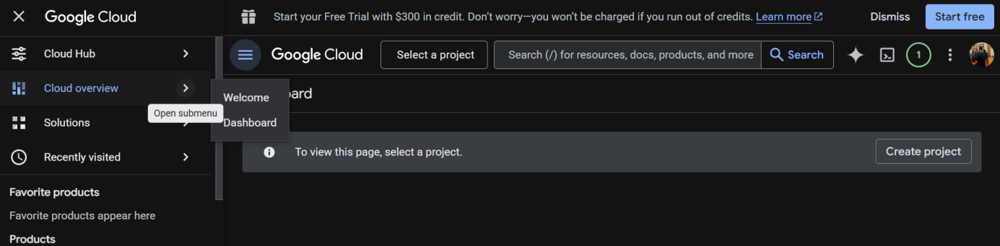 Google Cloud
Start your Free Trial with $300 in credit. Don't worry—you won't be charged if you run out of credits. Learn more
Dismiss
Start free
Cloud Hub
Google Cloud
Select a project
Search (/) for resources, docs, products, and more
Search
1
Cloud overview
Welcome
Open submenu
Dashboard
Solutions
Recently visited
To view this page, select a project.
Create project
Favorite products
Favorite products appear here
Products